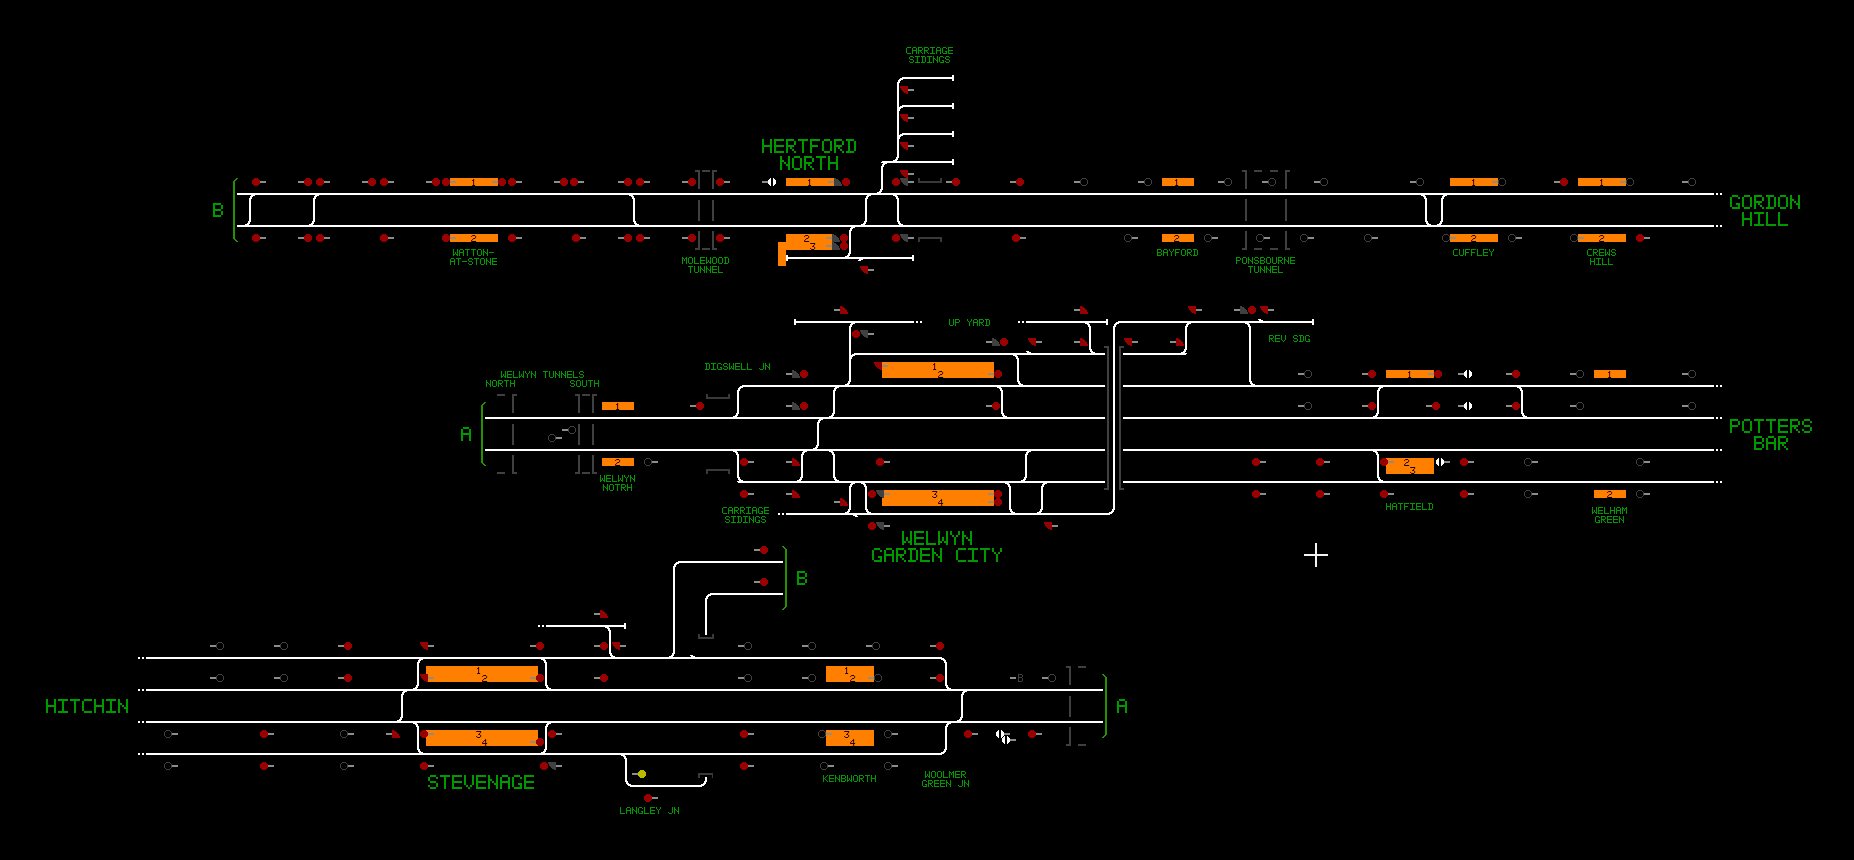 CARRIAGE
SIDINGS
HERTFORD
NORTH
1
1
1
1
1
B
GORDON
HILL
2
2
3
2
2
2
WATTON-
AT-STONE
MOLEWOOD
TUNNEL
BAYFORD
PONSBOURNE
TUNNEL
CUFFLEY
CREWS
HILL
UP YARD
REV SDG
DIGSWELL JN
WELWYN TUNNELS
NORTH
SOUTH
1
2
1
1
1
A
POTTERS
BAR
2
2
3
WELWYN
NOTRH
3
4
2
CARRIAGE
SIDINGS
HATFIELD
WELHAM
GREEN
WELWYN
GARDEN CITY
B
1
2
1
2
B
HITCHIN
A
3
4
3
4
STEVENAGE
KENBWORTH
WOOLMER
GREEN JN
LANGLEY JN